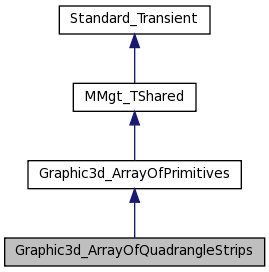 Standard_Transient
MMgt_TShared
Graphic3d_ArrayOfPrimitives
Graphic3d_ArrayOfQuadrangleStrips